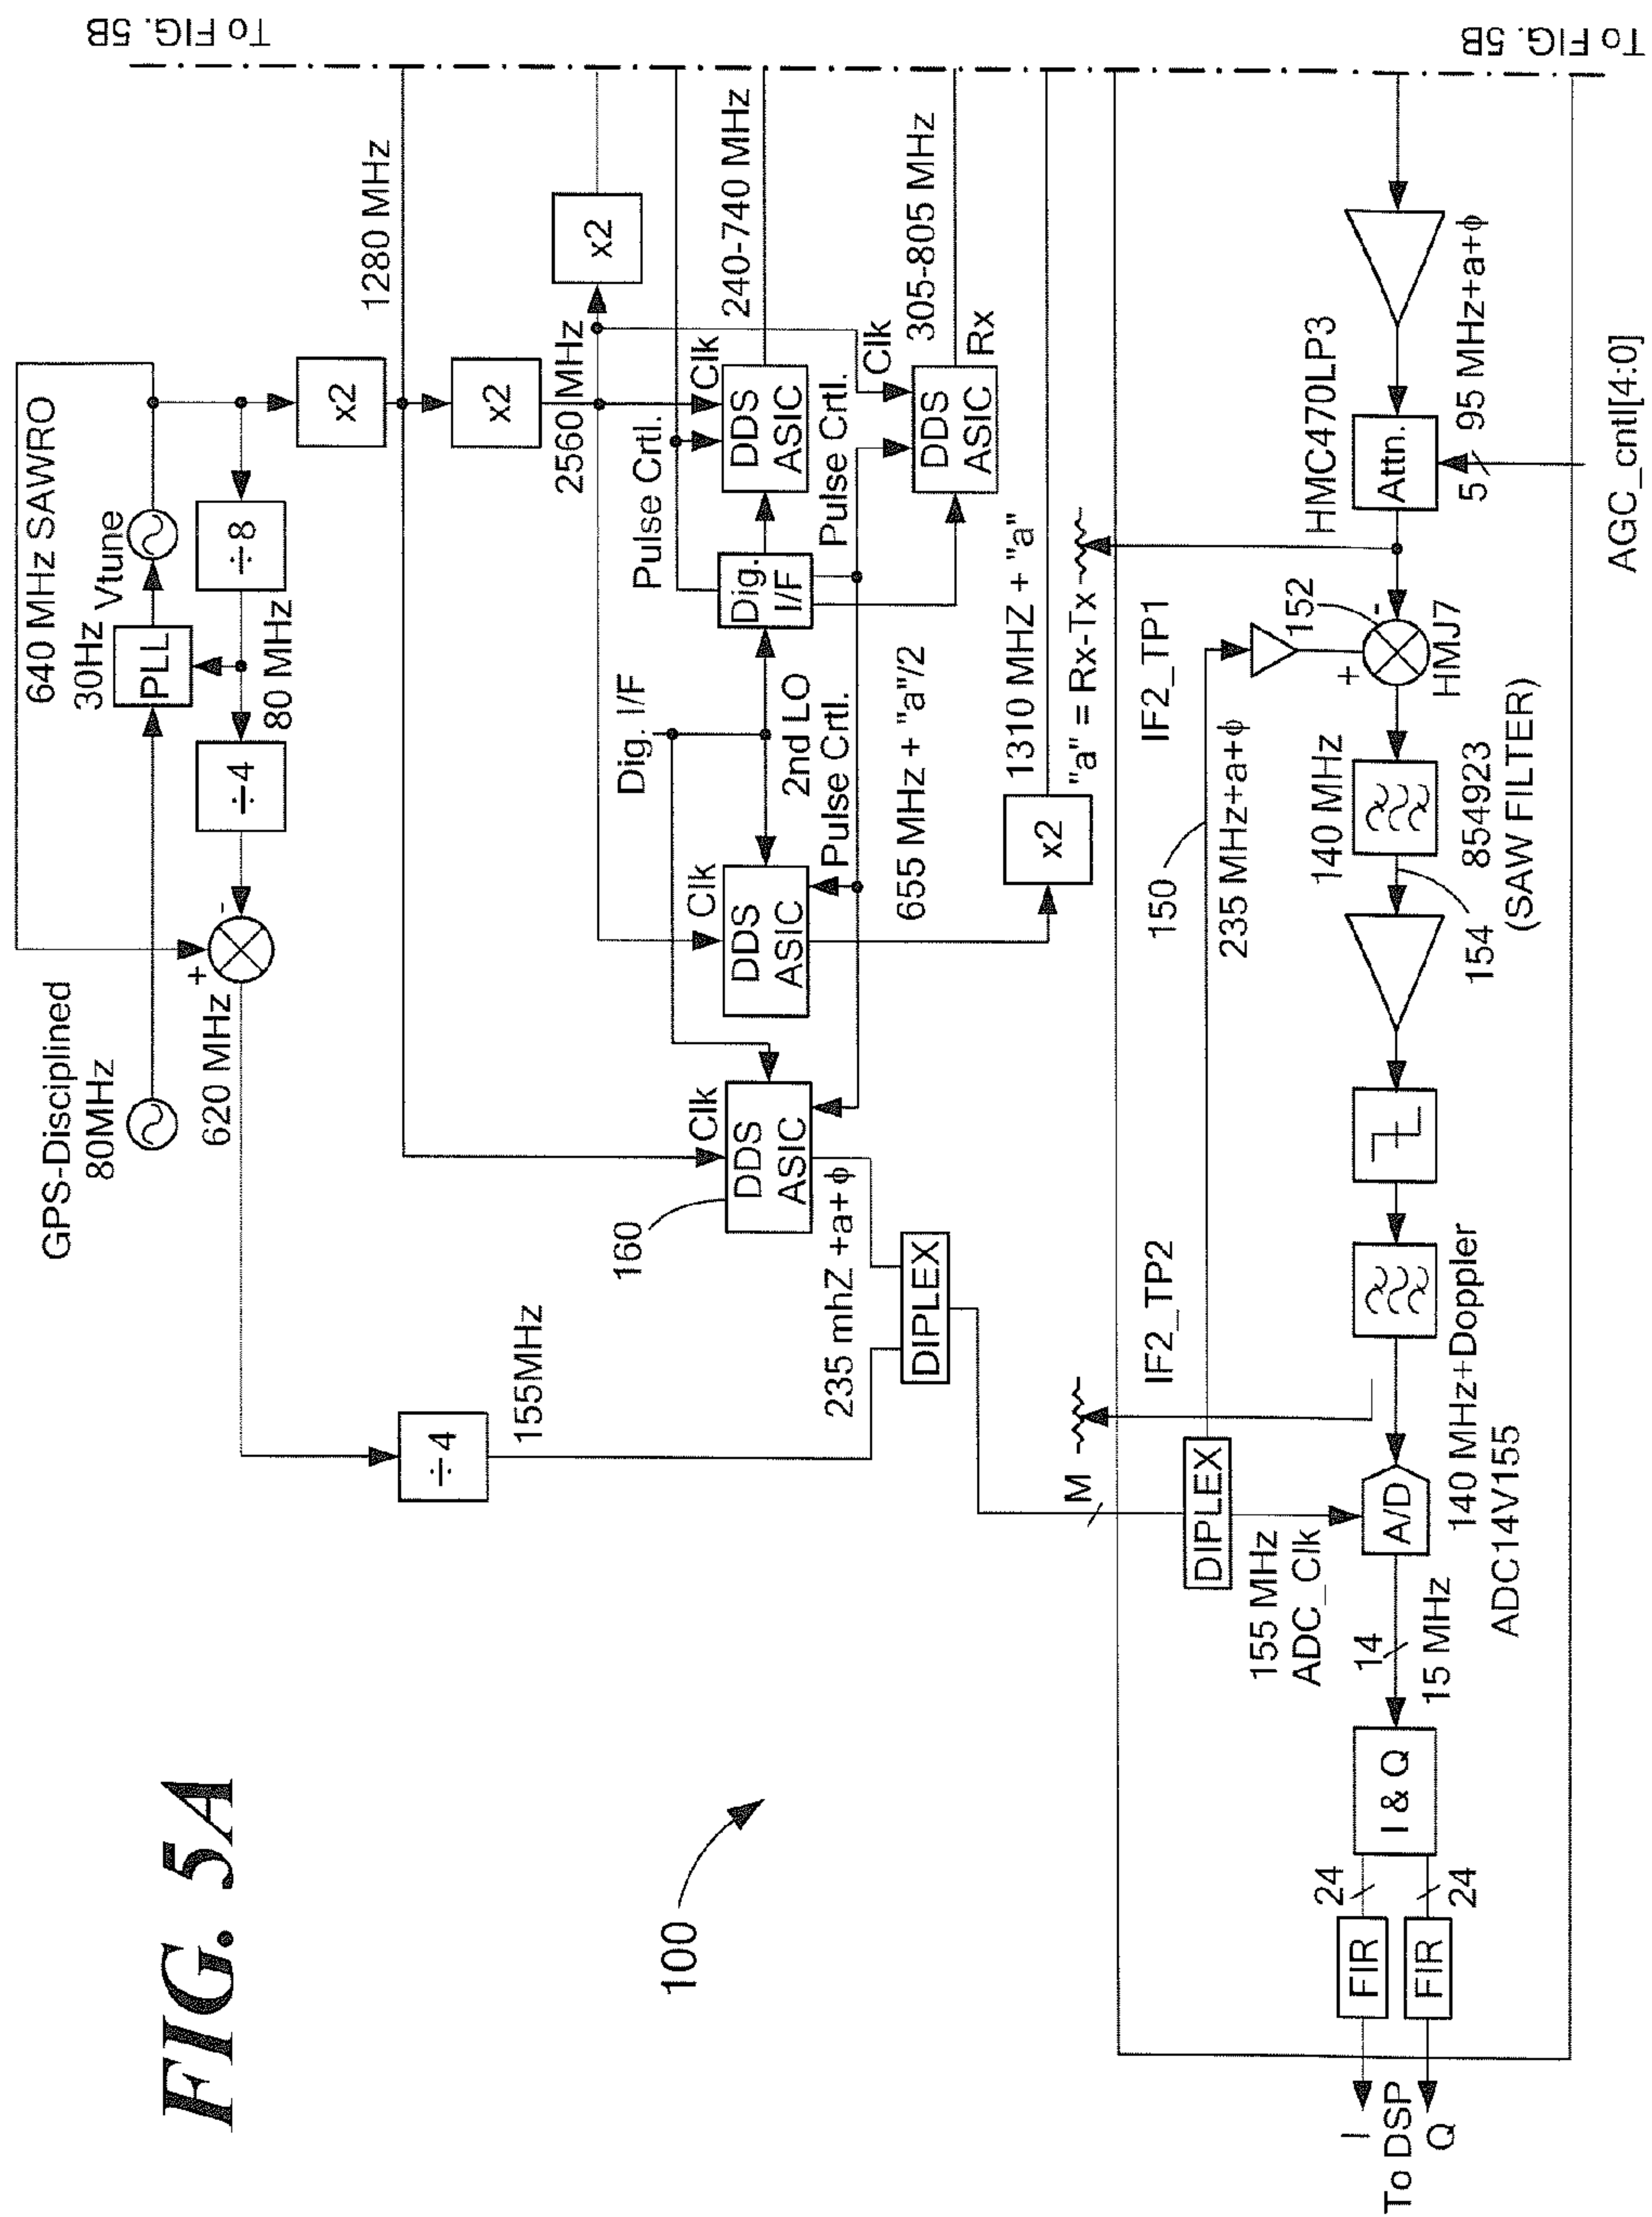 FIG. 5A
100
To FIG. 5B
To FIG. 5B
GPS-Disciplined
80MHz
640 MHz SAWRO
30Hz
Vtune
PLL
÷8
80 MHz
÷4
+
-
620 MHz
÷4
155MHz
x2
1280 MHz
x2
2560 MHz
x2
Pulse Crtl.
Clk
DDS
ASIC
240-740 MHz
Dig.
I/F
Pulse Crtl.
Clk
DDS
ASIC
Rx
305-805 MHz
Dig. I/F
2nd LO
Clk
DDS
ASIC
Pulse Crtl.
655 MHz + "a"/2
x2
1310 MHZ + "a"
"a" = Rx-Tx
Clk
DDS
ASIC
160
235 mhZ +a+ϕ
DIPLEX
M
IF2_TP2
IF2_TP1
DIPLEX
150
235 MHz+a+ϕ
155 MHz
ADC_Clk
152
+
-
HMJ7
HMC470LP3
Attn.
5
95 MHz+a+ϕ
AGC_cntl[4:0]
140 MHz
854923
(SAW FILTER)
154
140 MHz+Doppler
ADC14V155
A/D
14
15 MHz
I & Q
24
24
FIR
FIR
I
To DSP
Q